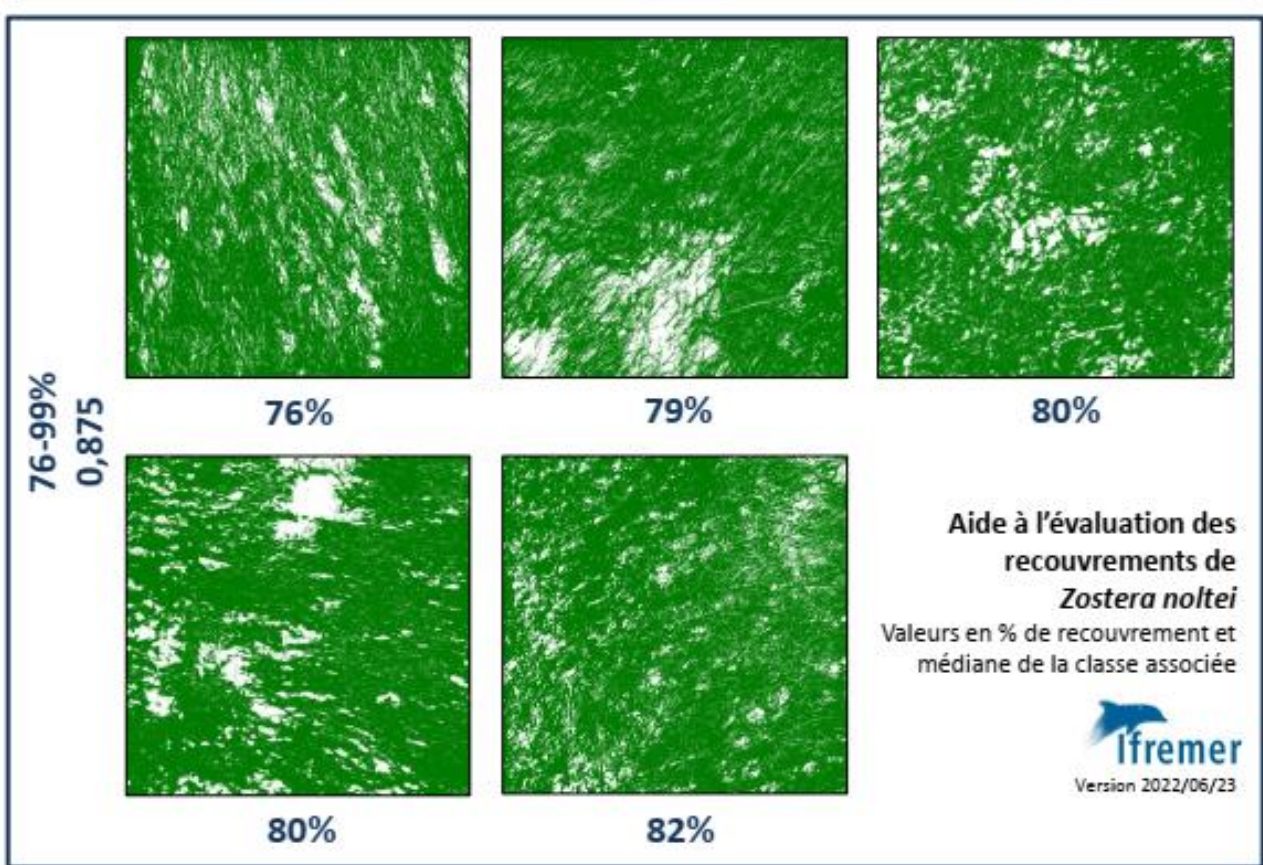 76-99%
0,875
76%
79%
80%
80%
82%
Aide à l'évaluation des
recouvrements de
Zostera noltei
Valeurs en % de recouvrement et
médiane de la classe associée
Ifremer
Version 2022/06/23